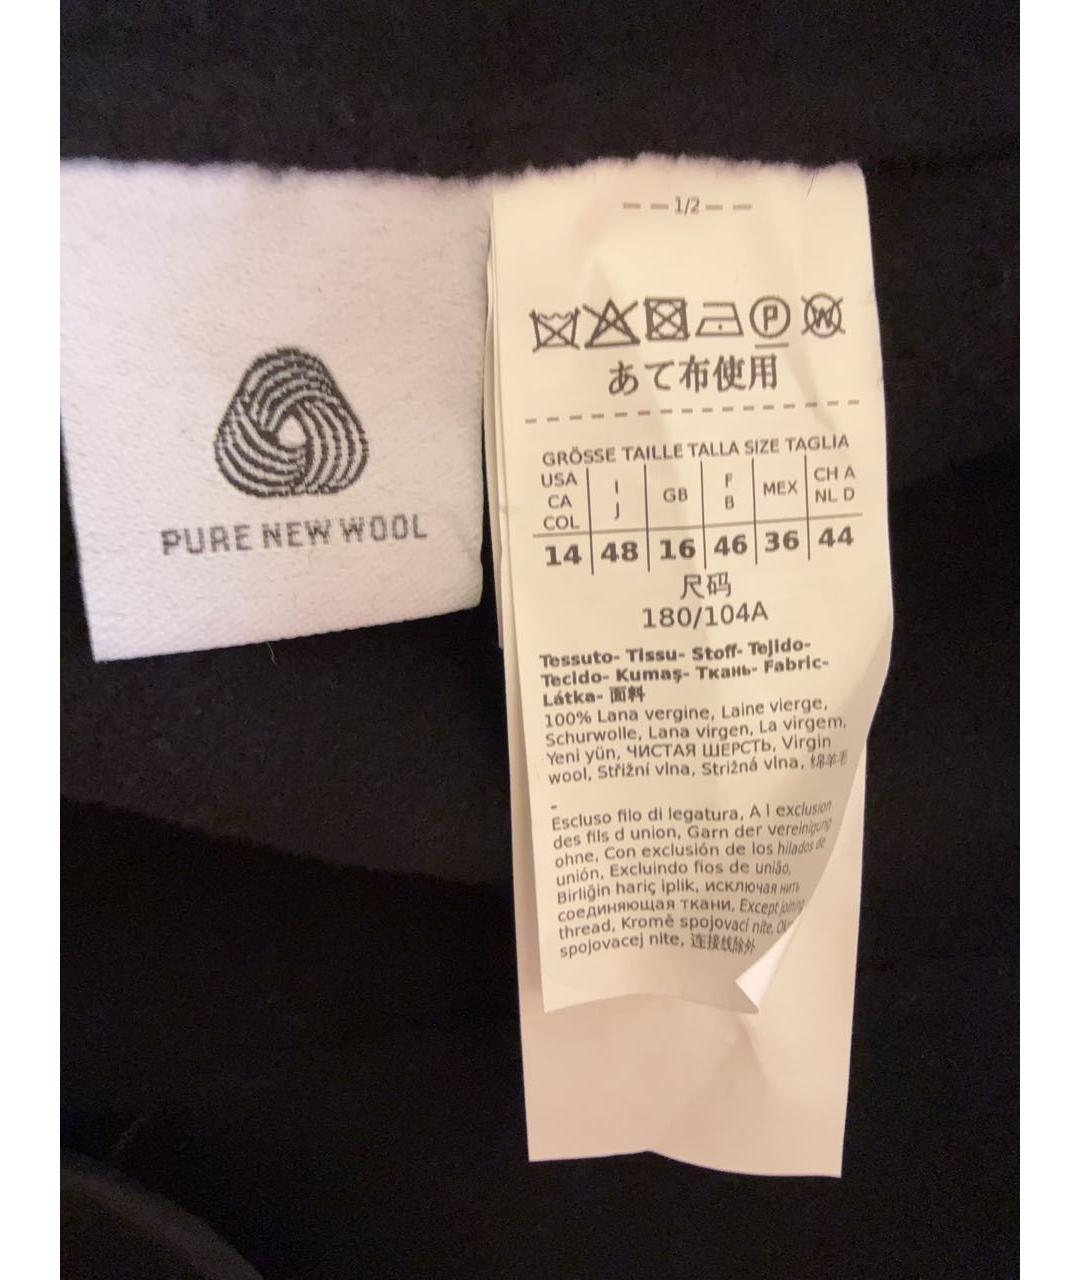 PURE NEW WOOL
1/2
P W
あて布使用
GRÖSSE TAILLE TALLA SIZE TAGLIA
USA CA COL | I J | GB | F B | MEX | CH A NL D
14 | 48 | 16 | 46 | 36 | 44
尺码
180/104A
Tessuto- Tissu- Stoff- Tejido-
Tecido- Kumaş- Ткань- Fabric-
Látka- 面料
100% Lana vergine, Laine vierge,
Schurwolle, Lana virgen, La virgem,
Yeni yün, ЧИСТАЯ ШЕРСТЬ, Virgin
wool, Střižní vlna, Strižná vlna, 绵羊毛
-
Escluso filo di legatura, A l exclusion
des fils d union, Garn der vereinigung
ohne, Con exclusión de los hilados de
unión, Excluindo fios de união,
Birliğin hariç iplik, исключая нить
соединяющая ткани, Except joining
thread, Kromě spojovací nite,
spojovacej nite, 连接线除外